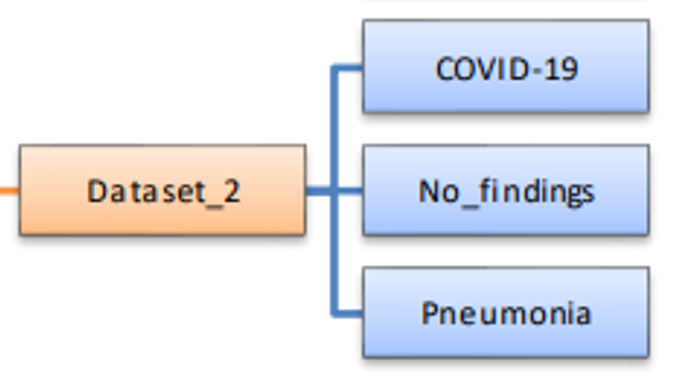 COVID-19
Dataset_2
No_findings
Pneumonia